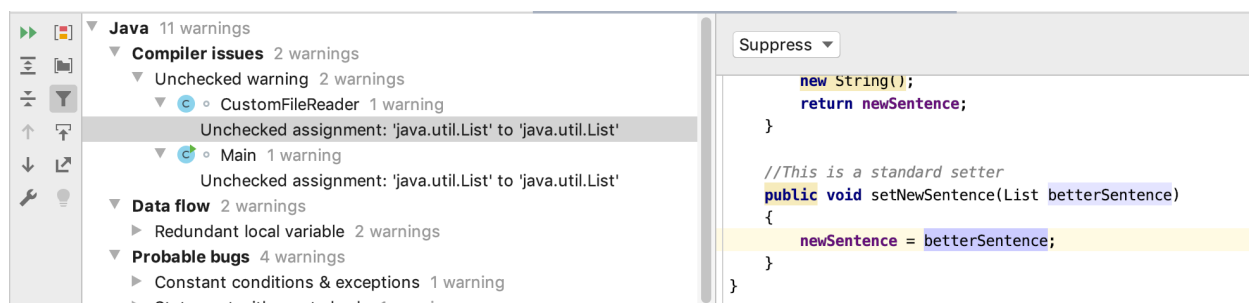 Java 11 warnings
Compiler issues 2 warnings
Unchecked warning 2 warnings
CustomFileReader 1 warning
Unchecked assignment: 'java.util.List' to 'java.util.List'
Main 1 warning
Unchecked assignment: 'java.util.List' to 'java.util.List'
Data flow 2 warnings
Redundant local variable 2 warnings
Probable bugs 4 warnings
Constant conditions & exceptions 1 warning
Suppress
new String();
return newSentence;
}
//This is a standard setter
public void setNewSentence(List betterSentence)
{
newSentence = betterSentence;
}
}